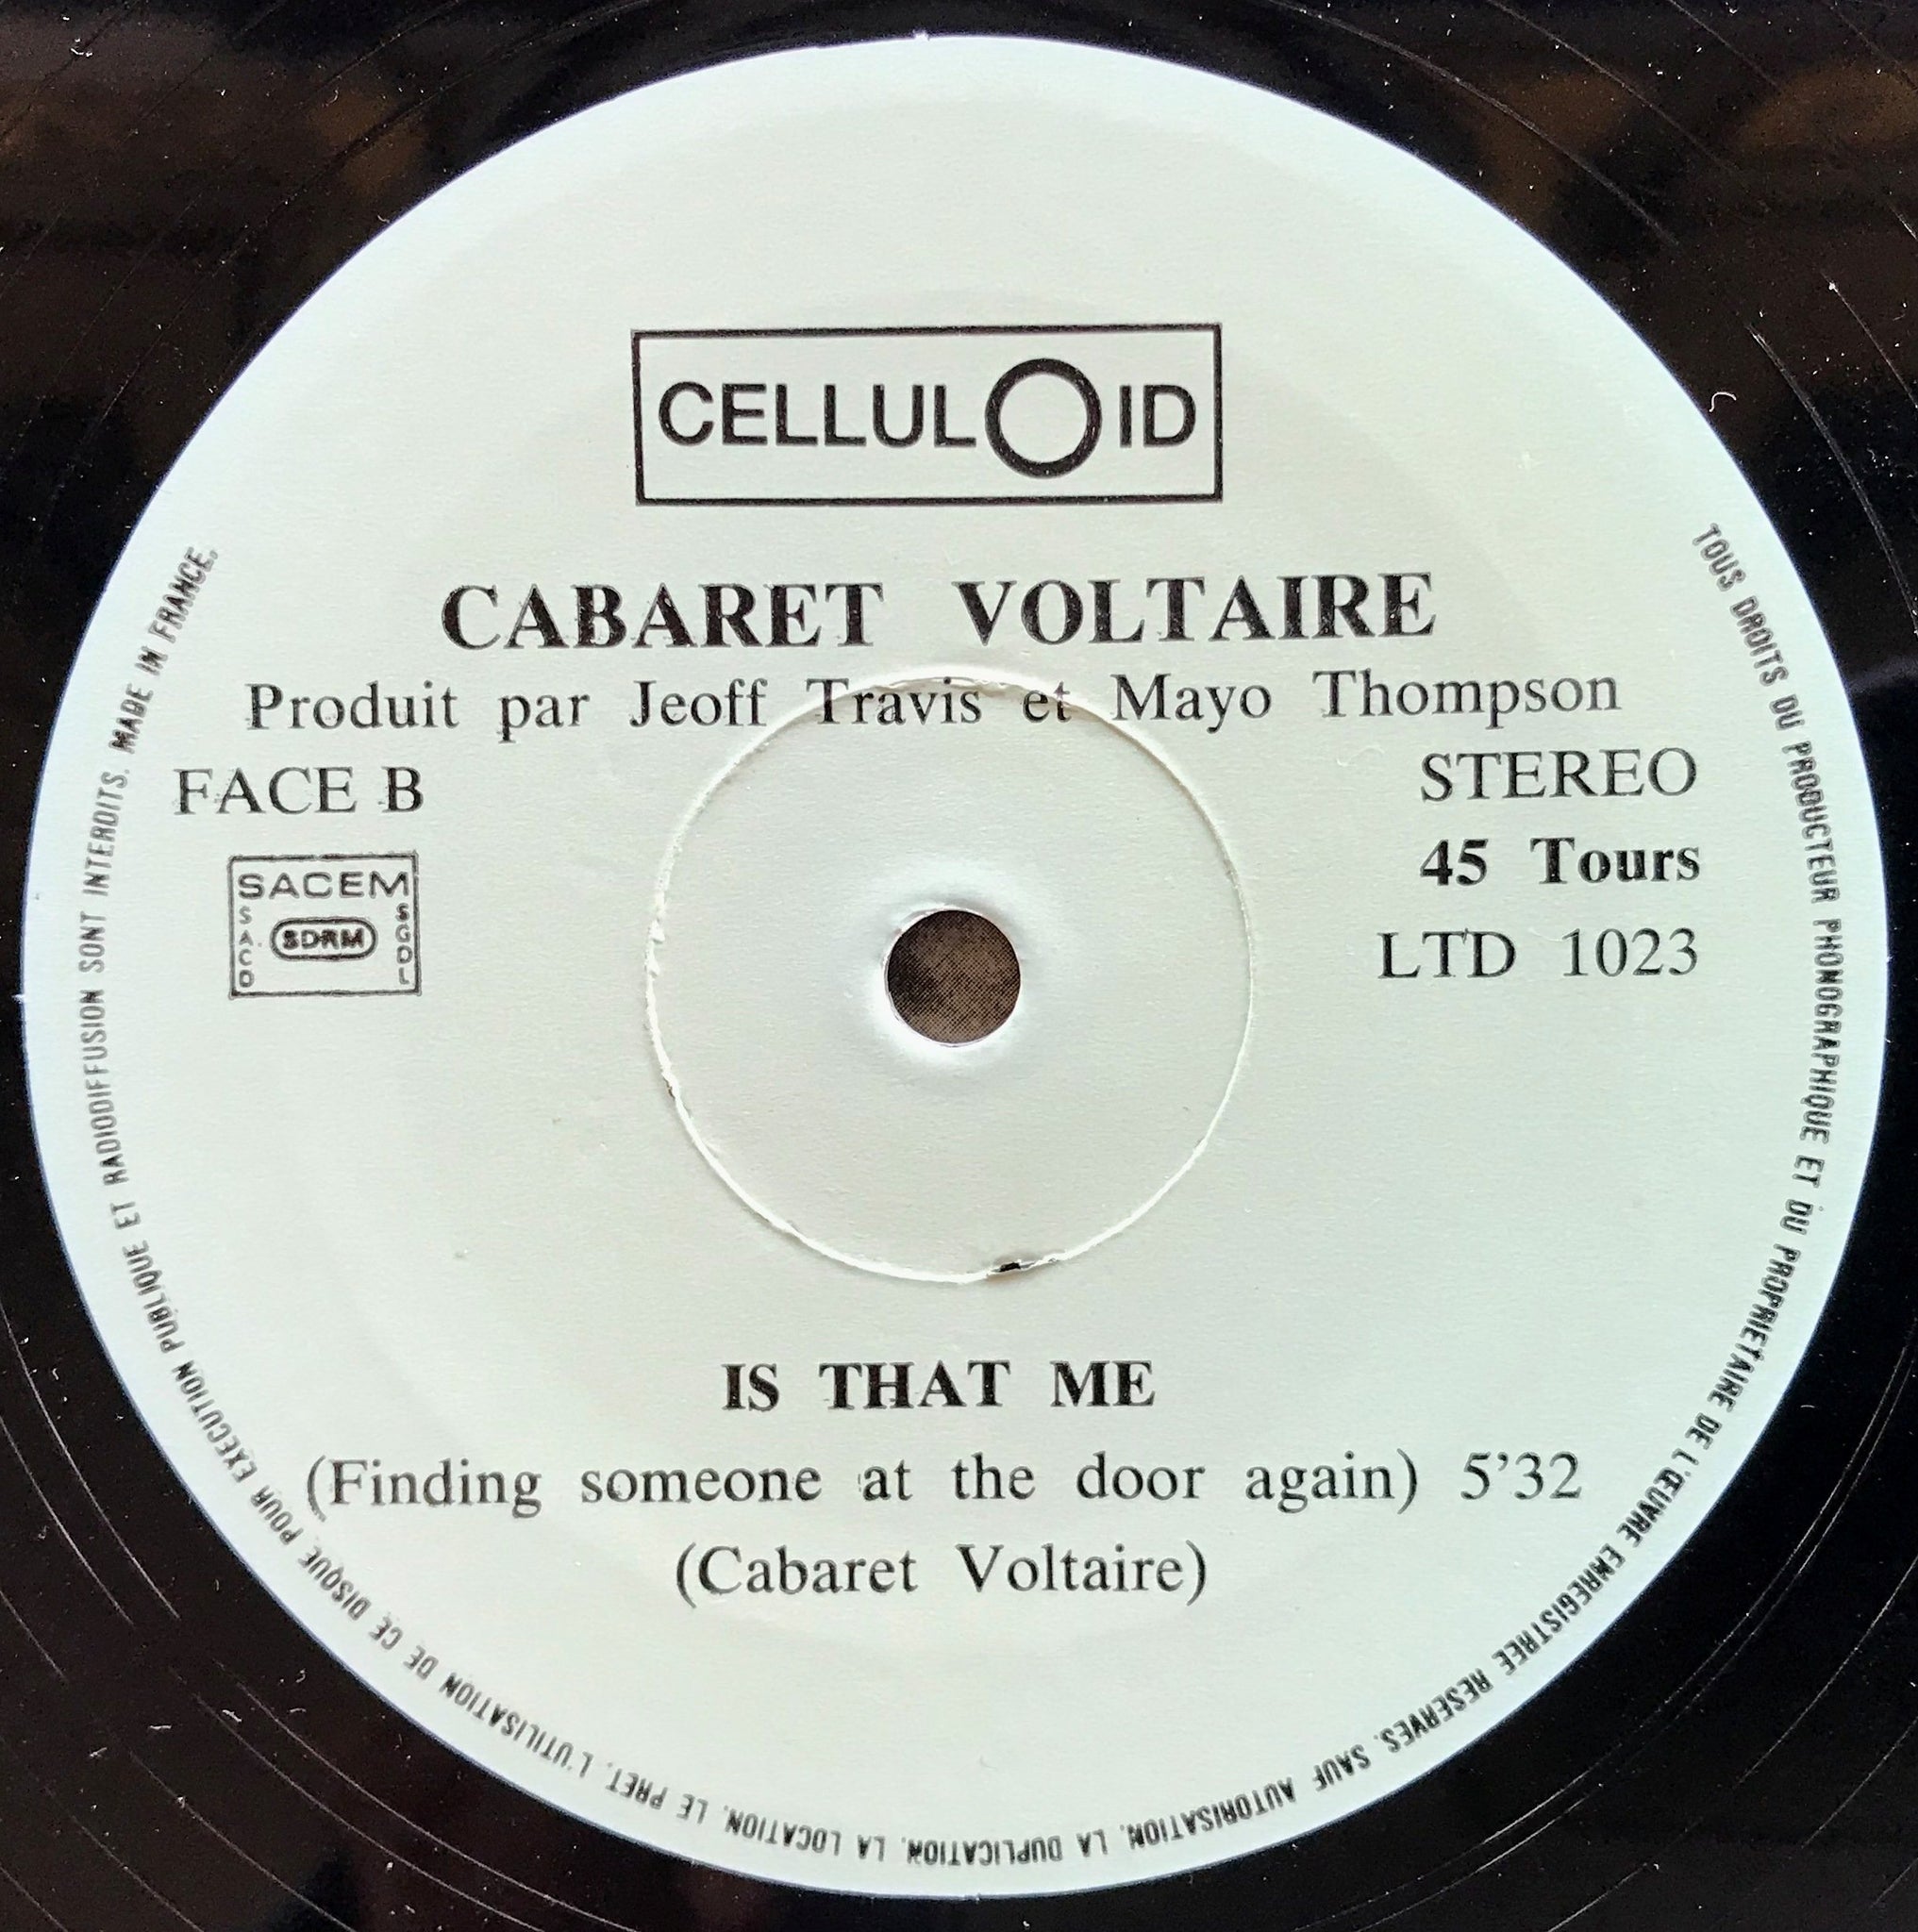 CELLULOID
CABARET VOLTAIRE
Produit par Jeoff Travis et Mayo Thompson
FACE B
STEREO
45 Tours
LTD 1023
SACEM
SACD
SDRM
SGDL
IS THAT ME
(Finding someone at the door again) 5'32
(Cabaret Voltaire)
TOUS DROITS DU PRODUCTEUR PHONOGRAPHIQUE ET DU PROPRIETAIRE DE L'ŒUVRE ENREGISTREE RESERVES. SAUF AUTORISATION. LA DUPLICATION. LA LOCATION. LE PRET. L'UTILISATION DE CE DISQUE POUR EXECUTION PUBLIQUE ET RADIODIFFUSION SONT INTERDITS. MADE IN FRANCE.